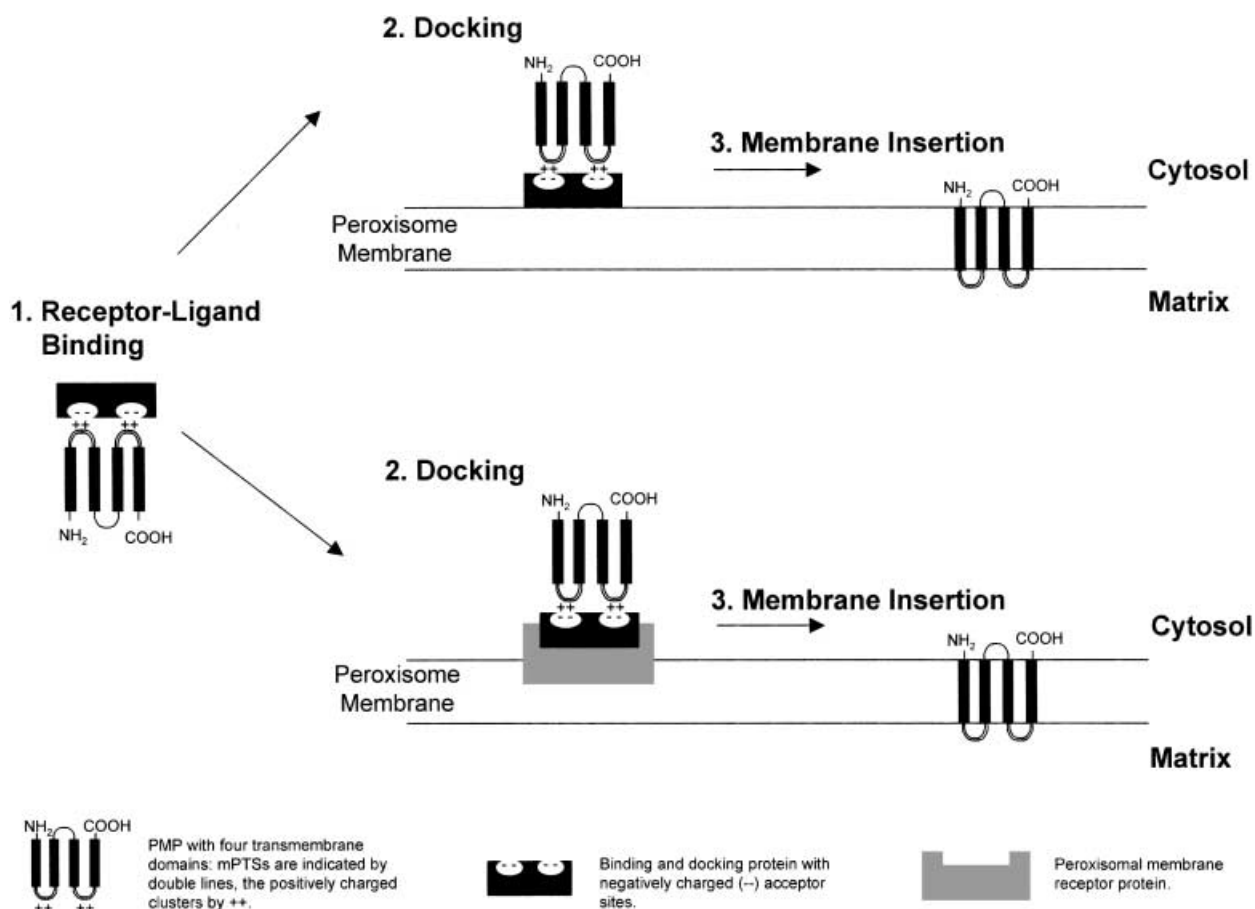 2. Docking
NH2
COOH
++
++
--
--
3. Membrane Insertion
Cytosol
Peroxisome
Membrane
NH2
COOH
Matrix
1. Receptor-Ligand
Binding
--
--
++
++
NH2
COOH
2. Docking
NH2
COOH
++
++
--
--
3. Membrane Insertion
Cytosol
Peroxisome
Membrane
NH2
COOH
Matrix
NH2
COOH
++
++
PMP with four transmembrane
domains: mPTSs are indicated by
double lines, the positively charged
clusters by ++.
--
--
Binding and docking protein with
negatively charged (--) acceptor
sites.
Peroxisomal membrane
receptor protein.